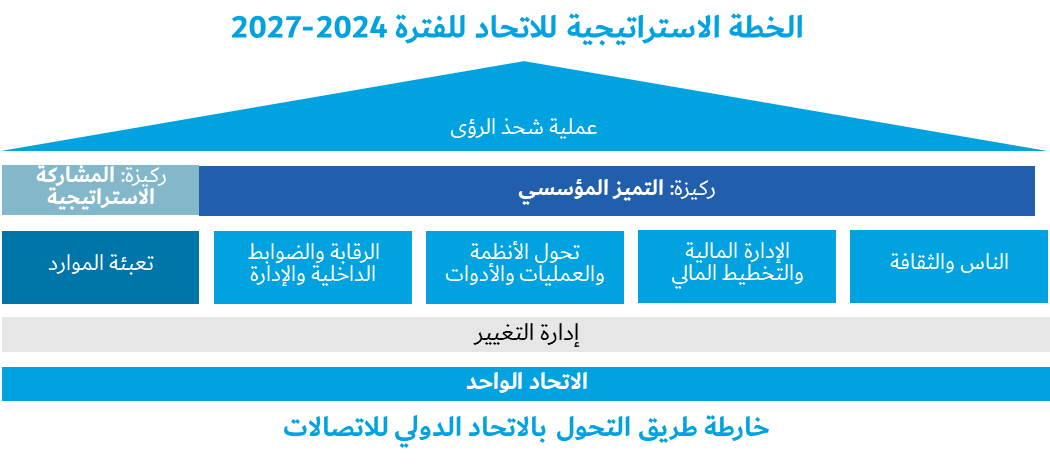 الخطة الاستراتيجية للاتحاد للفترة 2024-2027
عملية شحذ الرؤى
ركيزة: التميز المؤسسي
ركيزة: المشاركة
الاستراتيجية
الناس والثقافة
الإدارة المالية
والتخطيط المالي
تحول الأنظمة
والعمليات والأدوات
الرقابة والضوابط
الداخلية والإدارة
تعبئة الموارد
إدارة التغيير
الاتحاد الواحد
خارطة طريق التحول بالاتحاد الدولي للاتصالات